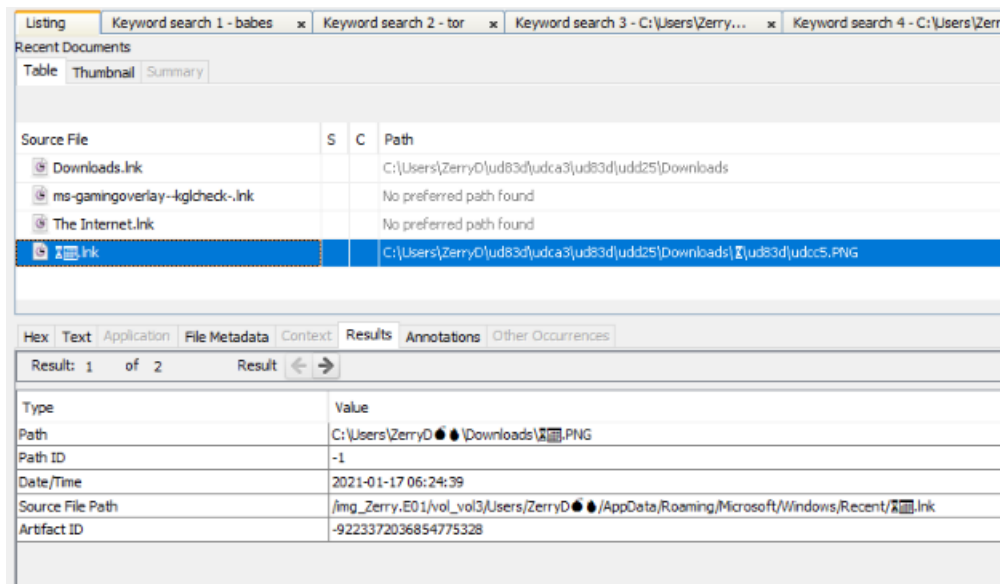 Listing Keyword search 1 - babes x Keyword search 2 - tor x Keyword search 3 - C:\Users\Zerry... x Keyword search 4 - C:\Users\Zerr
Recent Documents
Table Thumbnail Summary
Source File S C Path
Downloads.lnk C:\Users\ZerryD\ud83d\udca3\ud83d\udd25\Downloads
ms-gamingoverlay--kglcheck-.lnk No preferred path found
The Internet.lnk No preferred path found
⌛📅.lnk C:\Users\ZerryD\ud83d\udca3\ud83d\udd25\Downloads\⌛\ud83d\udcc5.PNG
Hex Text Application File Metadata Context Results Annotations Other Occurrences
Result: 1 of 2 Result
Type Value
Path C:\Users\ZerryD💣🔥\Downloads\⌛📅.PNG
Path ID -1
Date/Time 2021-01-17 06:24:39
Source File Path /img_Zerry.E01/vol_vol3/Users/ZerryD💣🔥/AppData/Roaming/Microsoft/Windows/Recent/⌛📅.lnk
Artifact ID -9223372036854775328